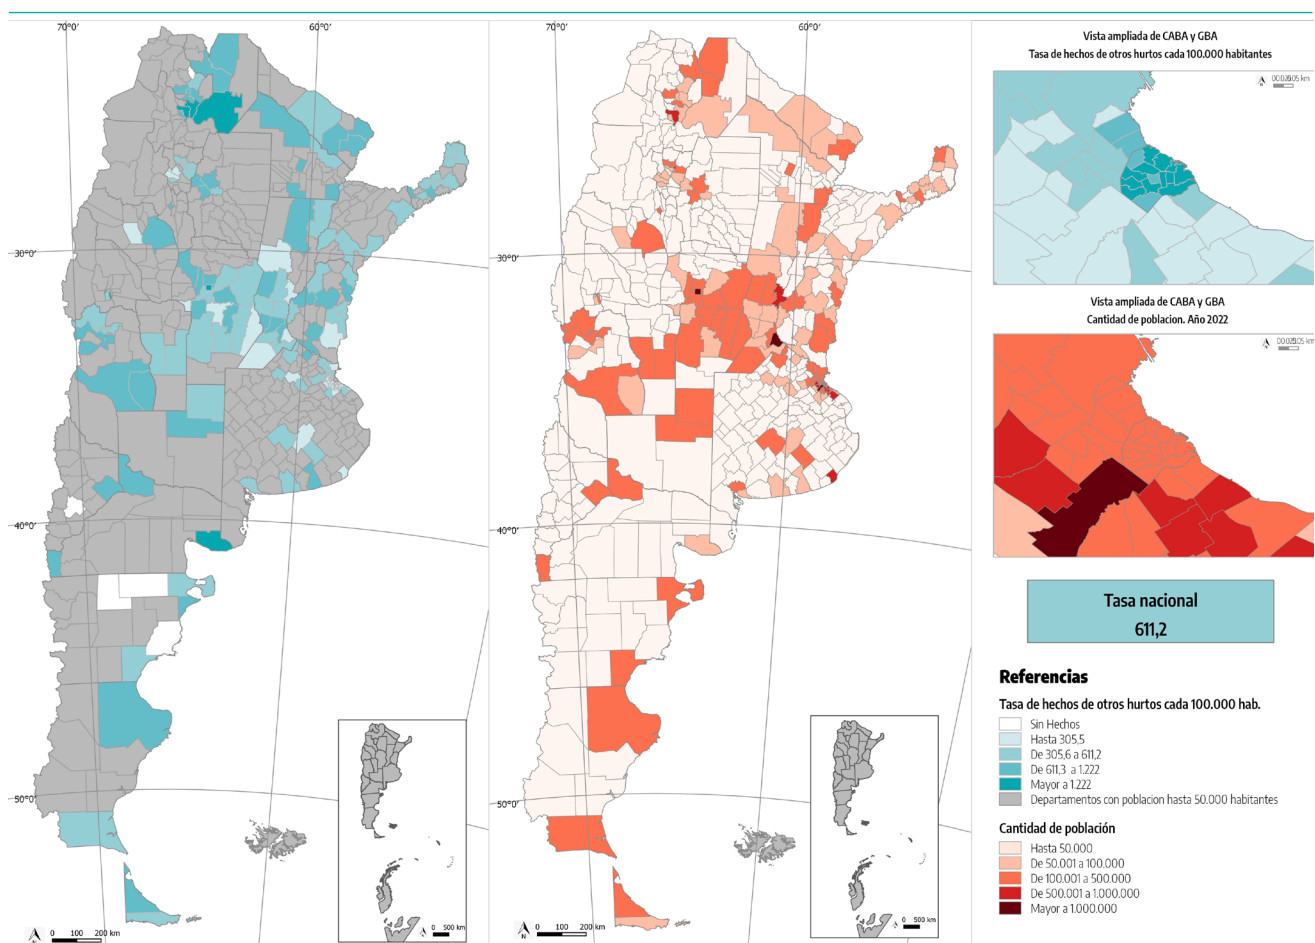 70°0'
60°0'
30°0'
40°0'
50°0'
0 100 200 km
0 500 km
70°0'
60°0'
30°0'
40°0'
50°0'
0 100 200 km
0 500 km
Vista ampliada de CABA y GBA
Tasa de hechos de otros hurtos cada 100.000 habitantes
Vista ampliada de CABA y GBA
Cantidad de poblacion. Año 2022
Tasa nacional
611,2
Referencias
Tasa de hechos de otros hurtos cada 100.000 hab.
Sin Hechos
Hasta 305,5
De 305,6 a 611,2
De 611,3 a 1.222
Mayor a 1.222
Departamentos con poblacion hasta 50.000 habitantes
Cantidad de población
Hasta 50.000
De 50.001 a 100.000
De 100.001 a 500.000
De 500.001 a 1.000.000
Mayor a 1.000.000